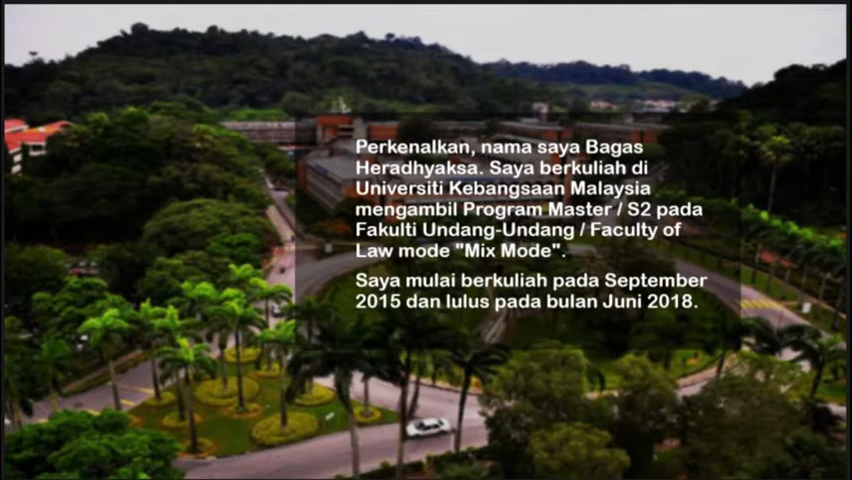 Perkenalkan, nama saya Bagas
Heradhyaksa. Saya berkuliah di
Universiti Kebangsaan Malaysia
mengambil Program Master / S2 pada
Fakulti Undang-Undang / Faculty of
Law mode "Mix Mode".
Saya mulai berkuliah pada September
2015 dan lulus pada bulan Juni 2018.